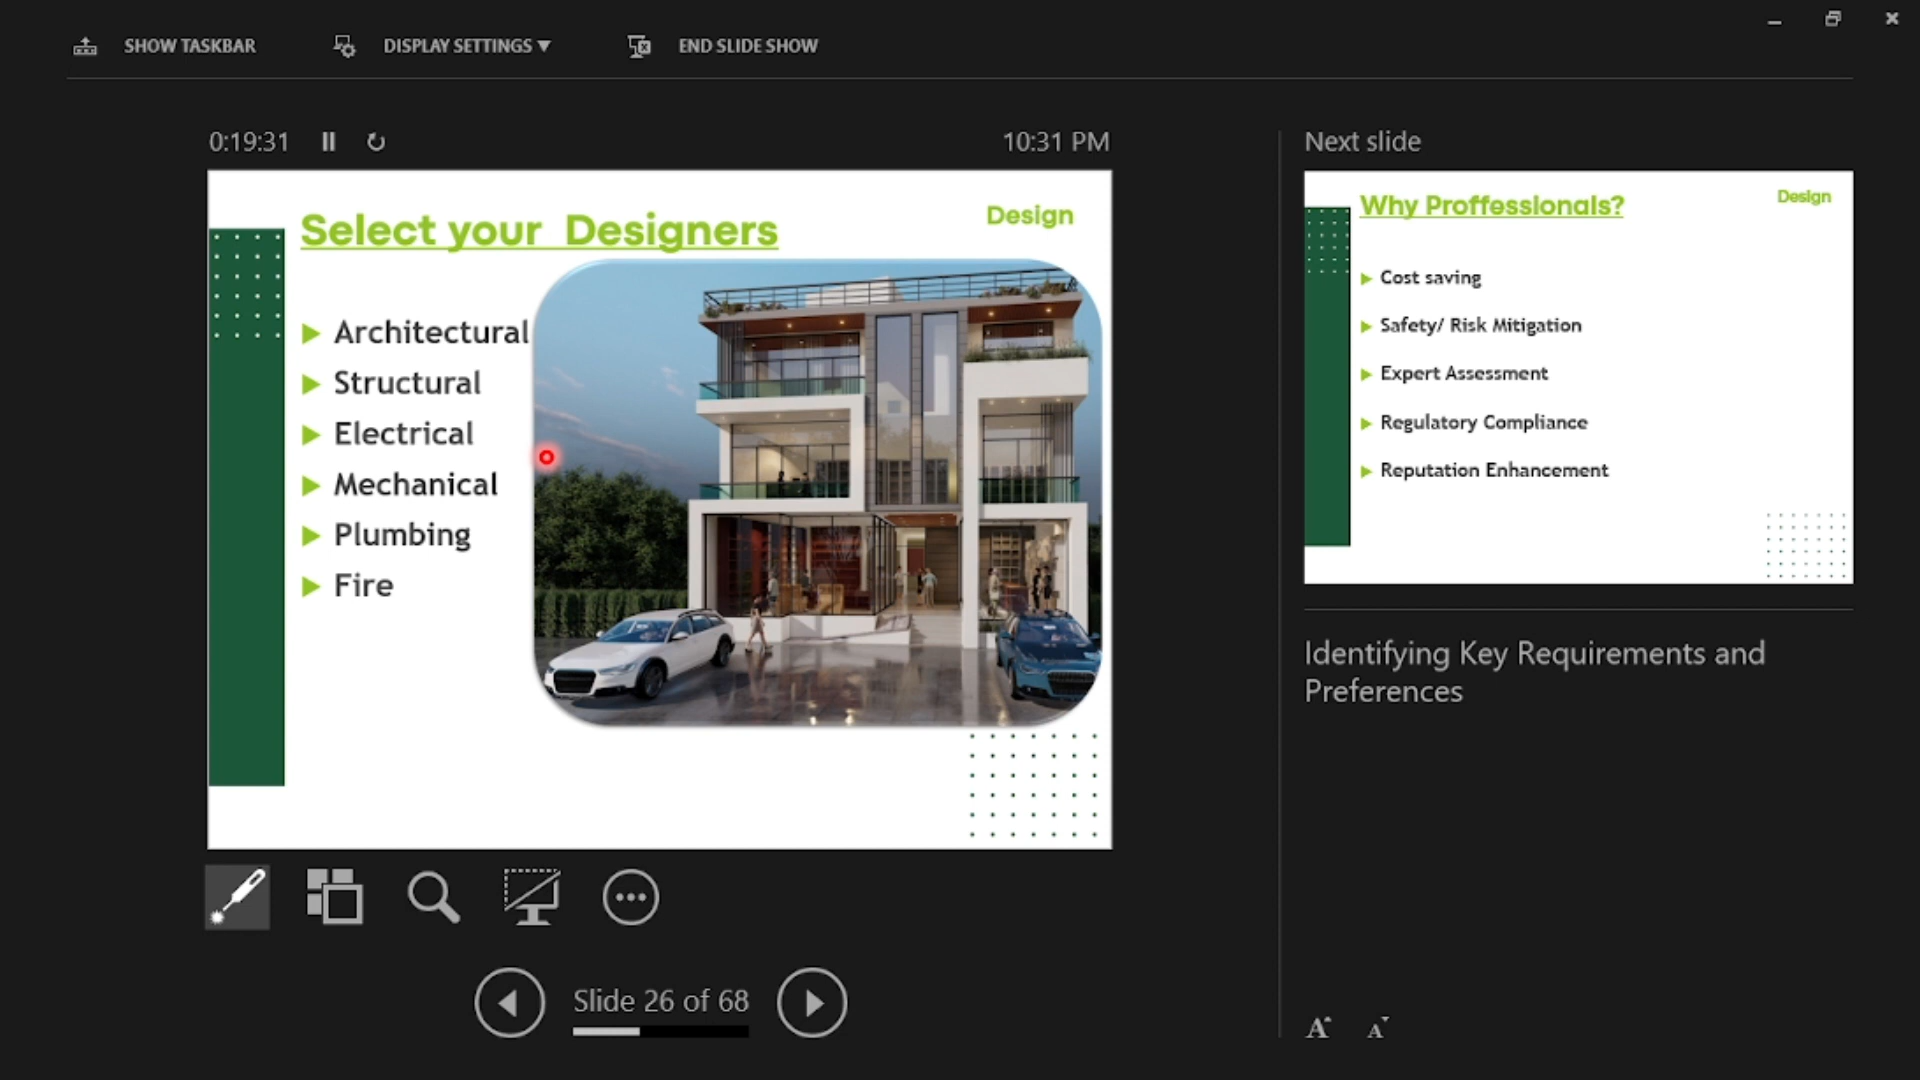 SHOW TASKBAR
DISPLAY SETTINGS ▼
END SLIDE SHOW
0:19:31
10:31 PM
Select your  Designers
Design
Architectural
Structural
Electrical
Mechanical
Plumbing
Fire
Slide 26 of 68
Next slide
Why Proffessionals?
Design
Cost saving
Safety/ Risk Mitigation
Expert Assessment
Regulatory Compliance
Reputation Enhancement
Identifying Key Requirements and
Preferences
A A